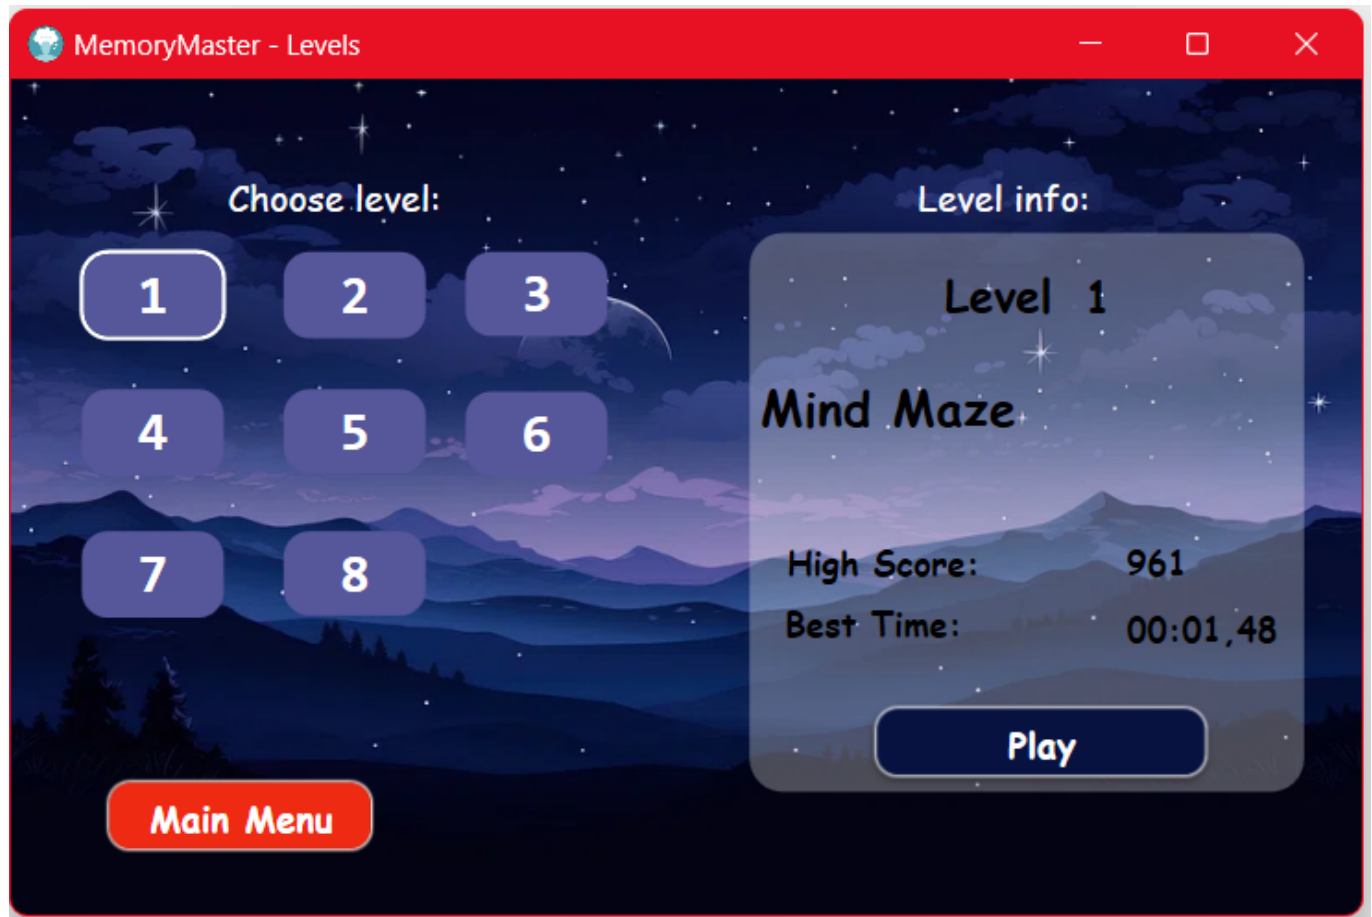 MemoryMaster - Levels
Choose level:
1 2 3
4 5 6
7 8
Main Menu
Level info:
Level 1
Mind Maze
High Score: 961
Best Time: 00:01,48
Play